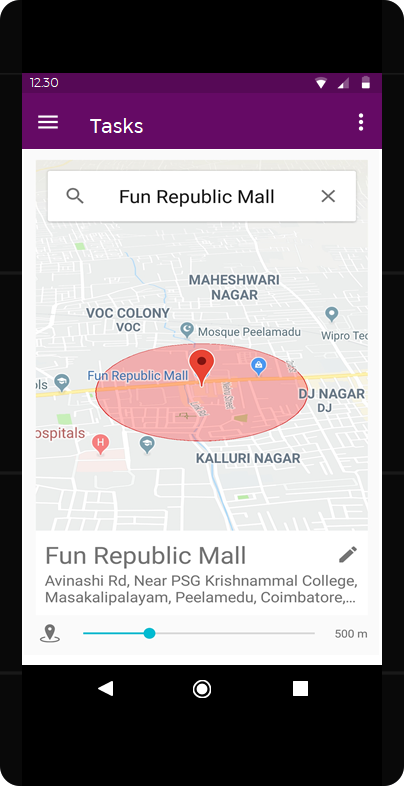 12.30
Tasks
Fun Republic Mall
MAHESHWARI
NAGAR
VOC COLONY
VOC
Mosque Peelamadu
Wipro Tec
Fun Republic Mall
ols
DJ NAGAR
DJ
ospitals
H
KALLURI NAGAR
Fun Republic Mall
Avinashi Rd, Near PSG Krishnammal College,
Masakalipalayam, Peelamedu, Coimbatore,...
500 m